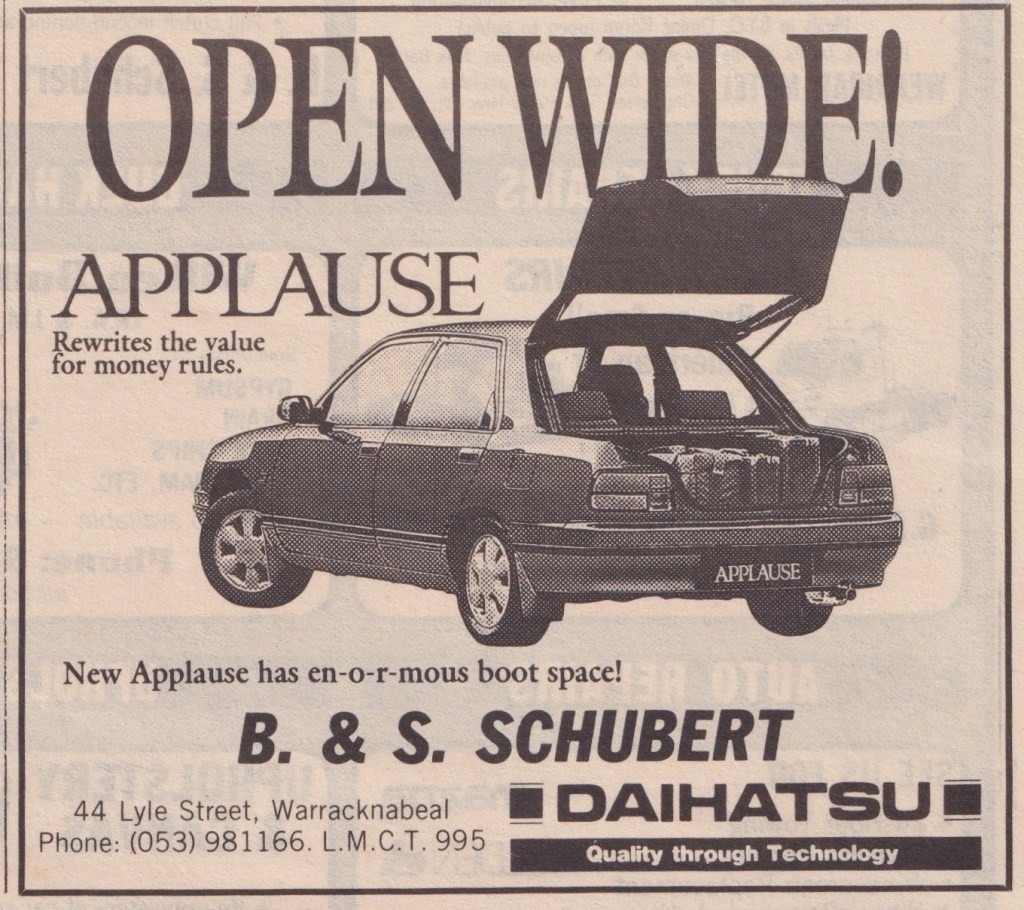 OPEN WIDE!
APPLAUSE
Rewrites the value
for money rules.
APPLAUSE
New Applause has en-o-r-mous boot space!
B. & S. SCHUBERT
44 Lyle Street, Warracknabeal
Phone: (053) 981166. L.M.C.T. 995
DAIHATSU
Quality through Technology